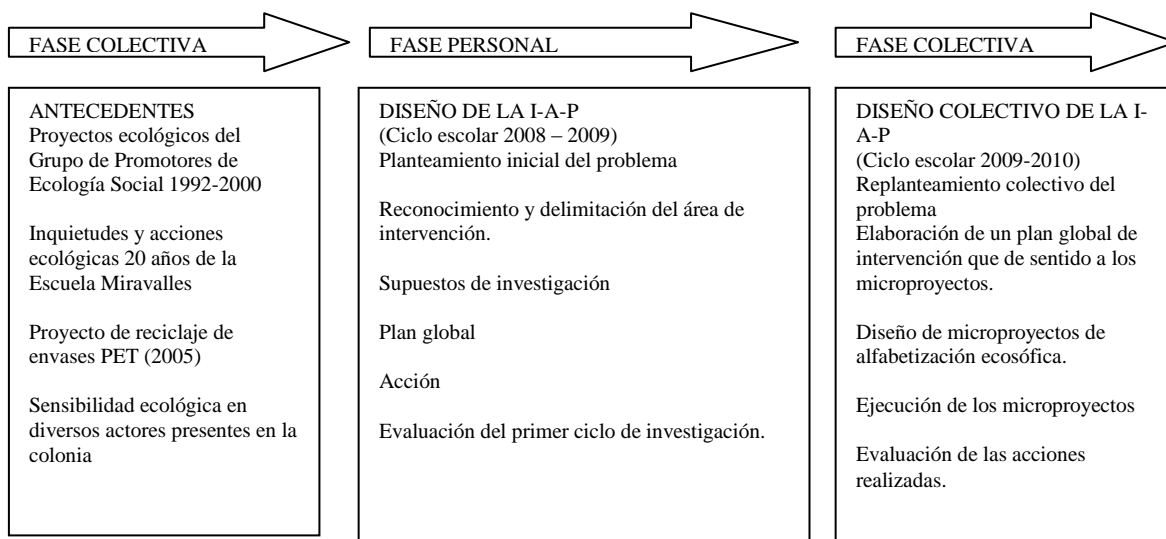 FASE COLECTIVA
FASE PERSONAL
FASE COLECTIVA
ANTECEDENTES
Proyectos ecológicos del
Grupo de Promotores de
Ecología Social 1992-2000
Inquietudes y acciones
ecológicas 20 años de la
Escuela Miravalles
Proyecto de reciclaje de
envases PET (2005)
Sensibilidad ecológica en
diversos actores presentes en la
colonia
DISEÑO DE LA I-A-P
(Ciclo escolar 2008 – 2009)
Planteamiento inicial del problema
Reconocimiento y delimitación del área de
intervención.
Supuestos de investigación
Plan global
Acción
Evaluación del primer ciclo de investigación.
DISEÑO COLECTIVO DE LA I-
A-P
(Ciclo escolar 2009-2010)
Replanteamiento colectivo del
problema
Elaboración de un plan global de
intervención que de sentido a los
microproyectos.
Diseño de microproyectos de
alfabetización ecosófica.
Ejecución de los microproyectos
Evaluación de las acciones
realizadas.